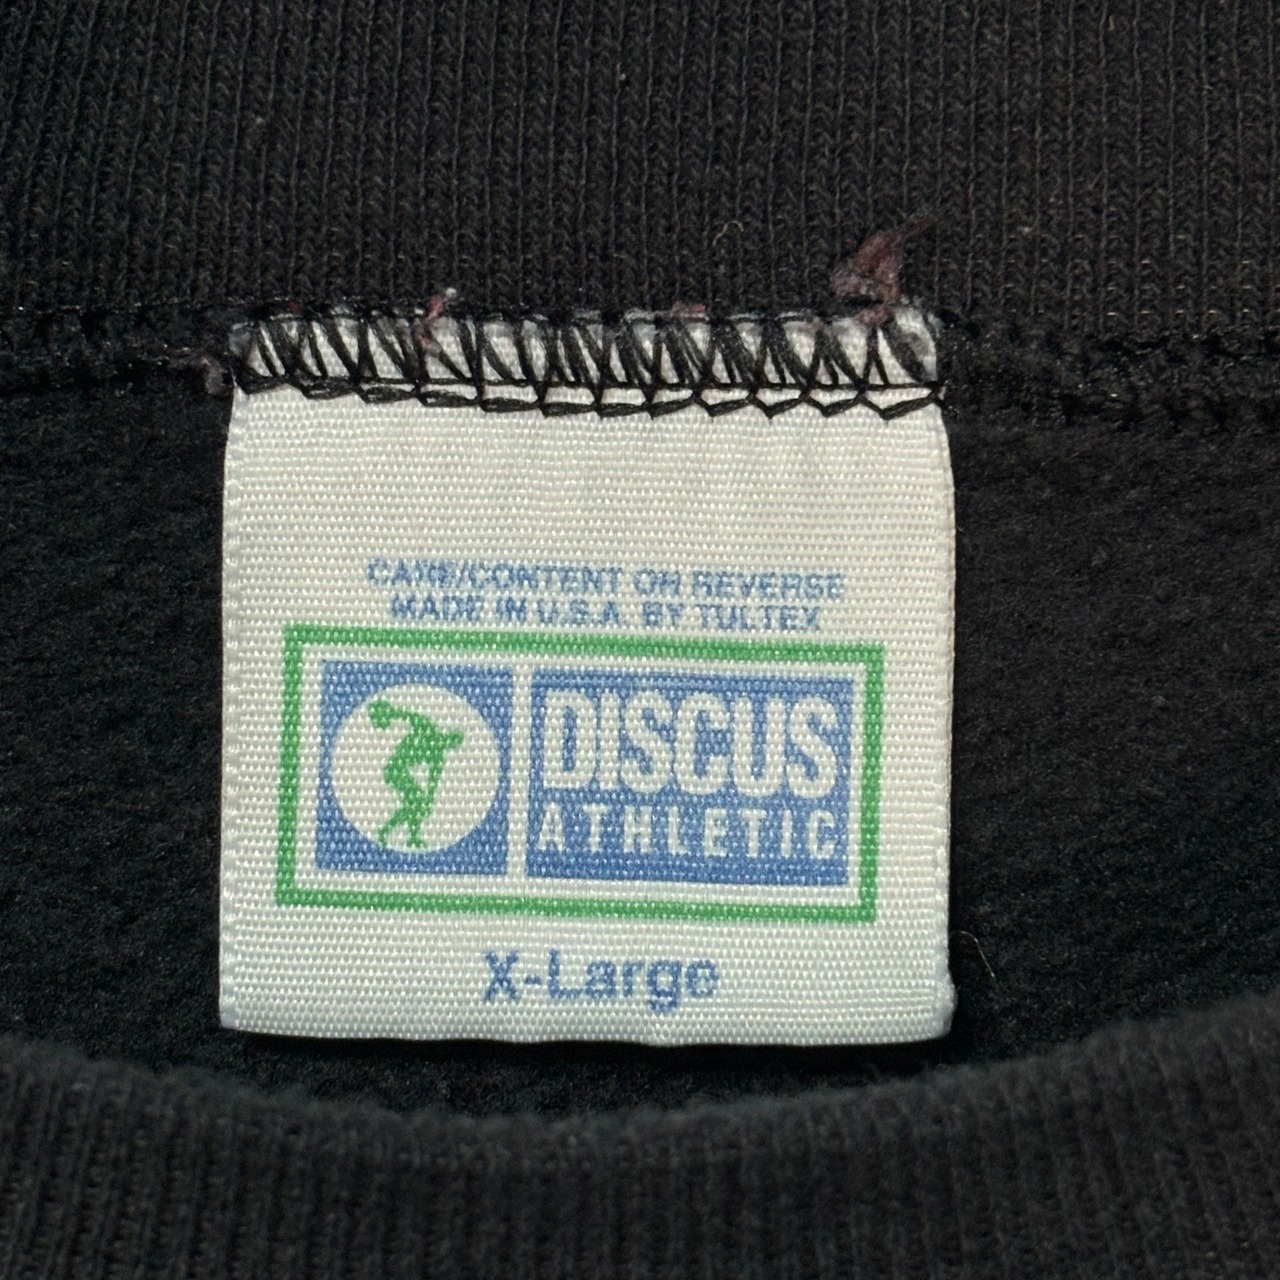 CARE/CONTENT ON REVERSE
MADE IN U.S.A. BY TULTEX
DISCUS
ATHLETIC
X-Large